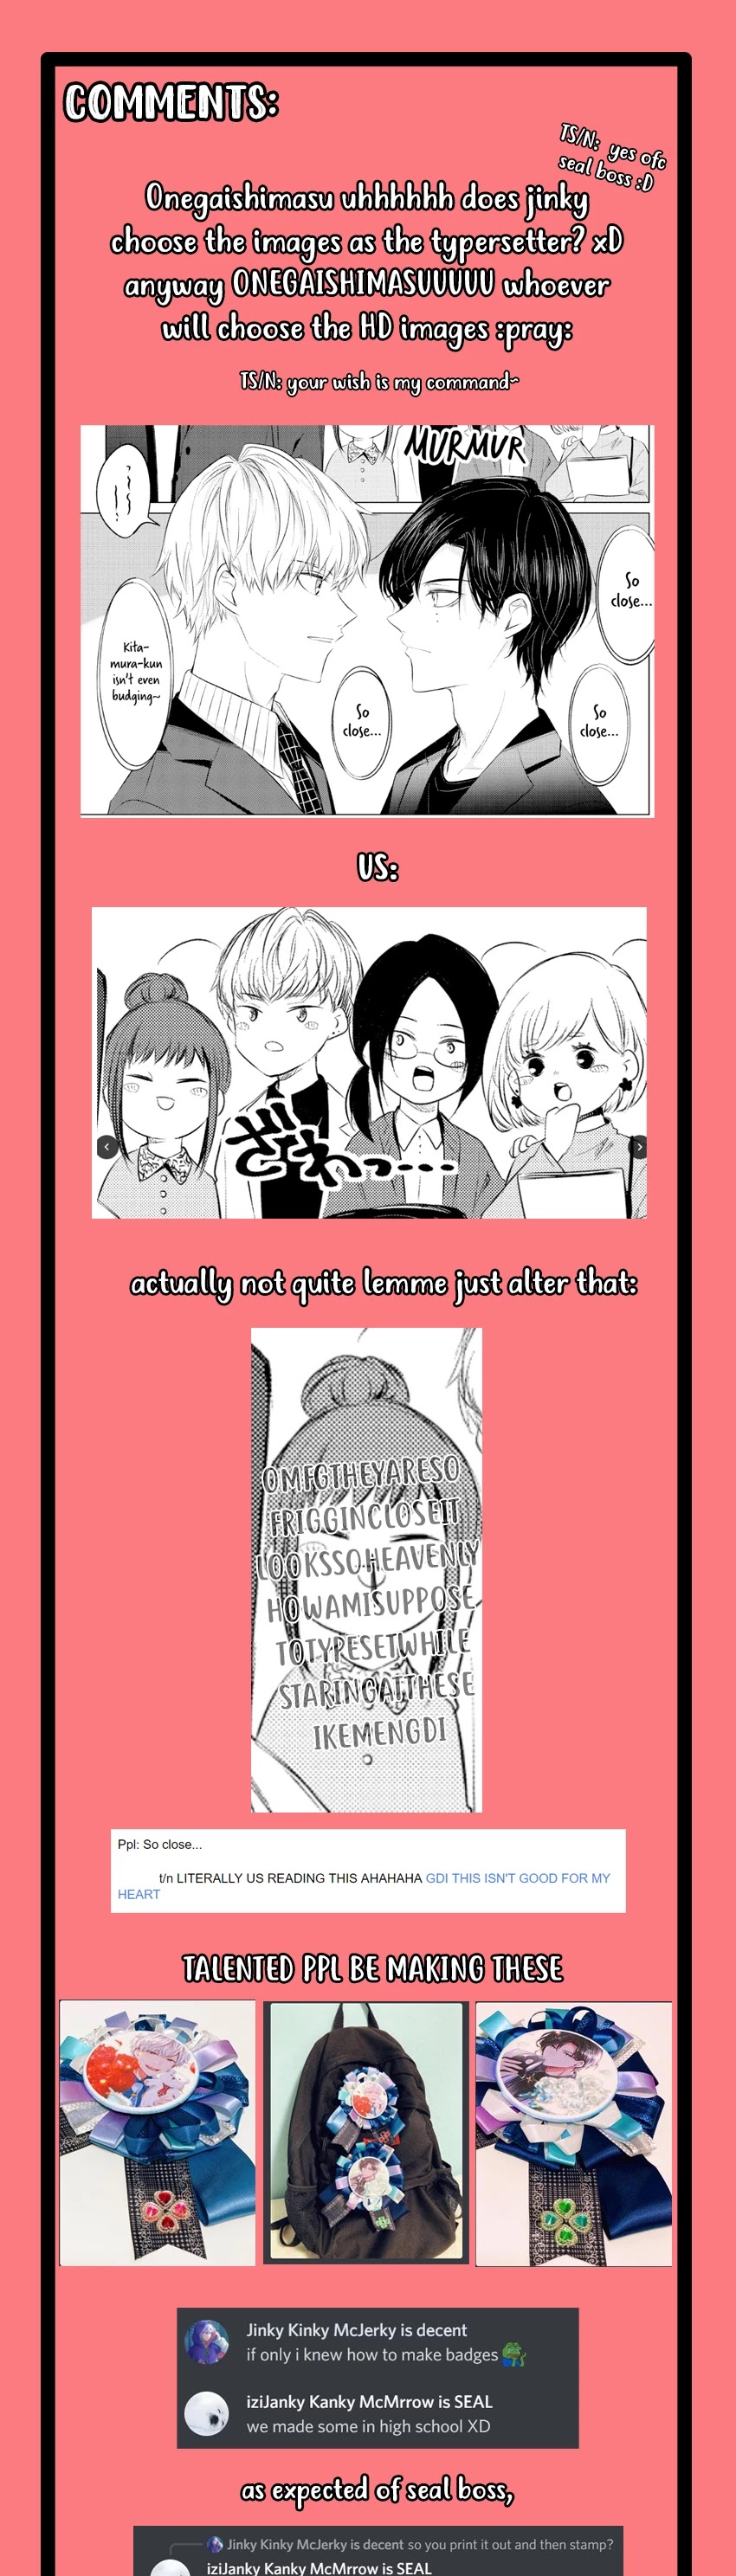 COMMENTS:
TS/N: yes ofc
seal boss :D
Onegaishimasu uhhhhhh does jinky
choose the images as the typersetter? xD
anyway ONEGAISHIMASUUUUU whoever
will choose the HD images :pray:
TS/N: your wish is my command~
MURMUR
So
close...
Kita-
mura-kun
isn't even
budging~
So
close...
So
close...
US:
ざわっ…
actually not quite lemme just alter that:
OMFGTHEYARESO
FRIGGINCLOSEIT
LOOKSSOHEAVENLY
HOWAMISUPPOSE
TOTYPESETWHILE
STARINGATTHESE
IKEMENGDI
Ppl: So close...
t/n LITERALLY US READING THIS AHAHAHA GDI THIS ISN'T GOOD FOR MY
HEART
TALENTED PPL BE MAKING THESE
Jinky Kinky McJerky is decent
if only i knew how to make badges
iziJanky Kanky McMrrow is SEAL
we made some in high school XD
as expected of seal boss,
Jinky Kinky McJerky is decent so you print it out and then stamp?
iziJanky Kanky McMrrow is SEAL